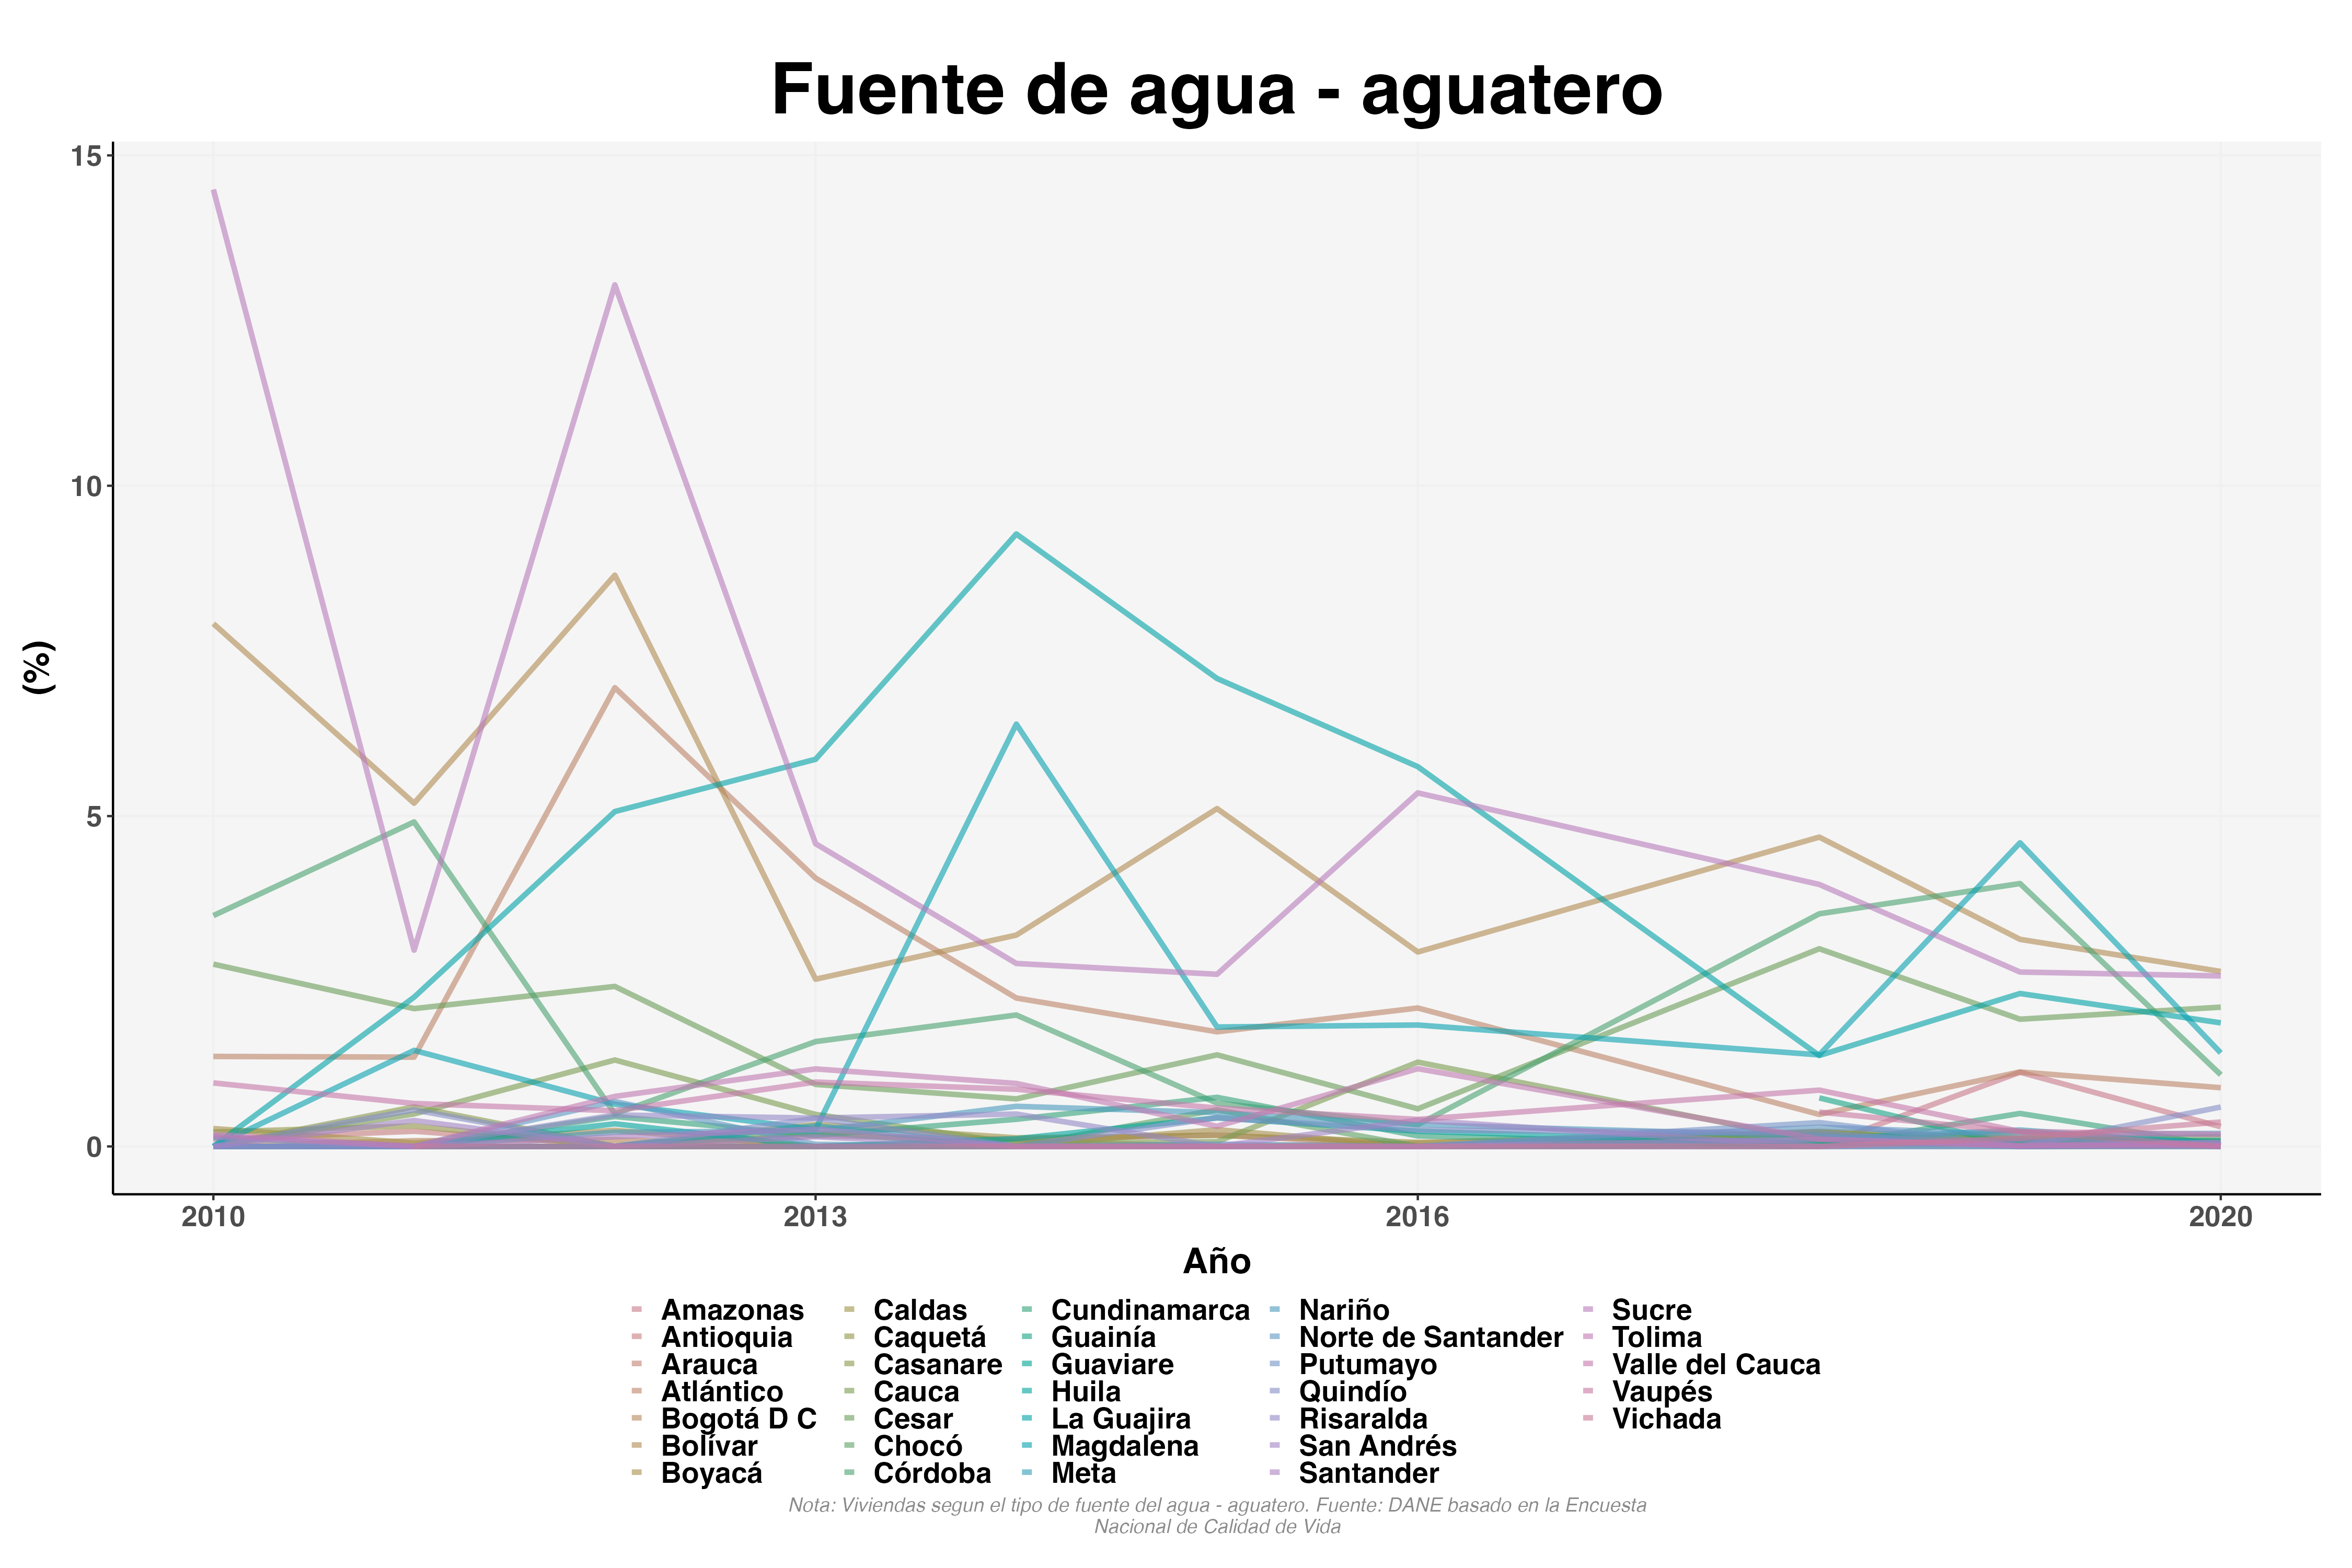 Fuente de agua - aguatero
15
10
5
0
(%)
2010 2013 2016 2020
Año
Amazonas Caldas Cundinamarca Nariño Sucre
Antioquia Caquetá Guainía Norte de Santander Tolima
Arauca Casanare Guaviare Putumayo Valle del Cauca
Atlántico Cauca Huila Quindío Vaupés
Bogotá D C Cesar La Guajira Risaralda Vichada
Bolívar Chocó Magdalena San Andrés
Boyacá Córdoba Meta Santander
Nota: Viviendas segun el tipo de fuente del agua - aguatero. Fuente: DANE basado en la Encuesta
Nacional de Calidad de Vida